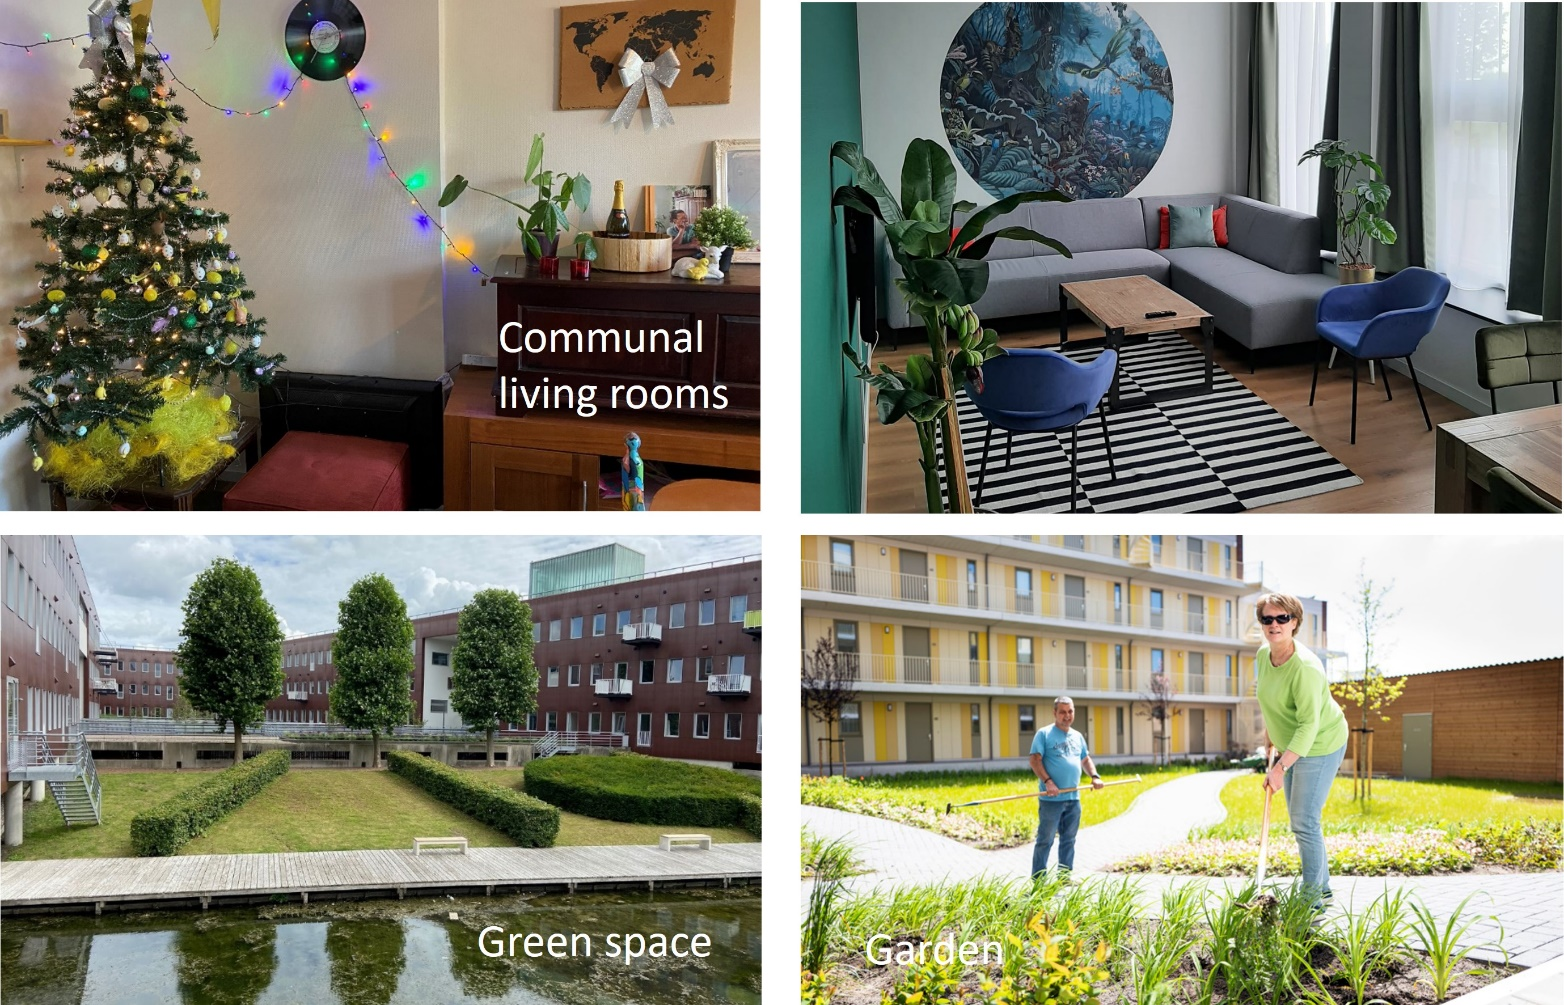 Communal
living rooms
Green space
Garden